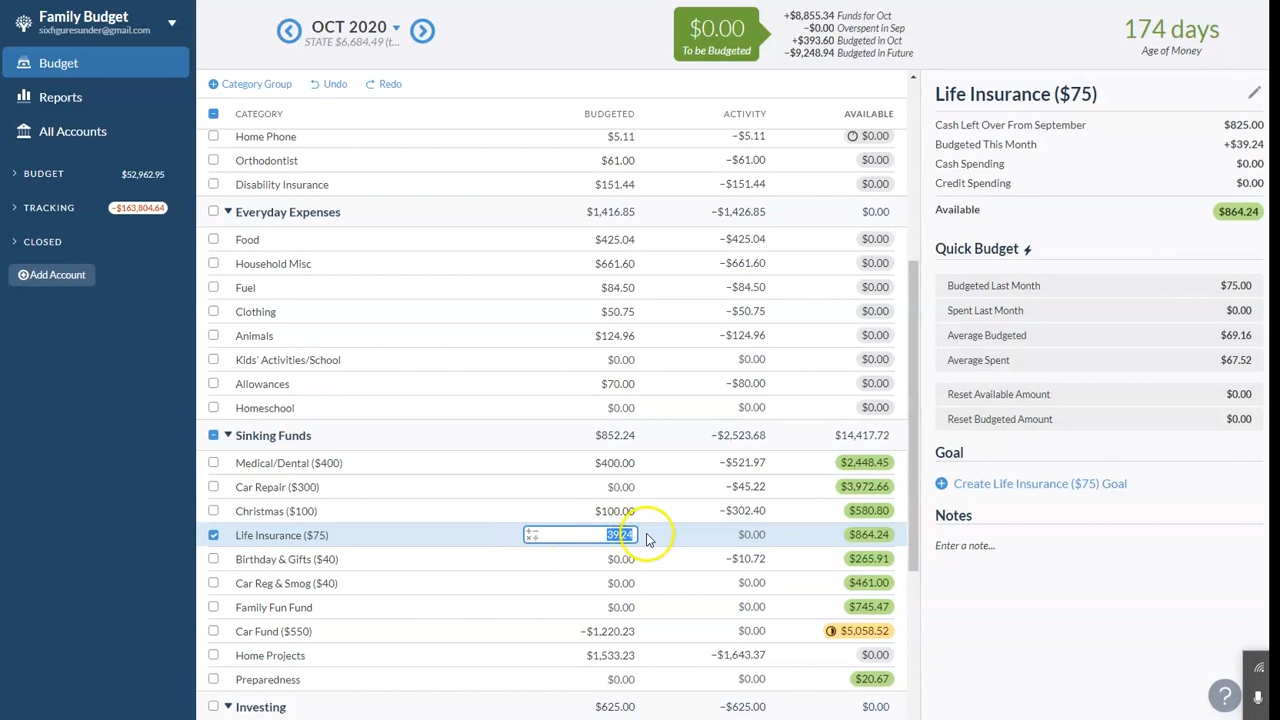 Family Budget
sixfiguresunder@gmail.com
Budget
Reports
All Accounts
BUDGET $52,962.95
TRACKING −$163,804.64
CLOSED
Add Account
OCT 2020
STATE $6,684.49 (t...
$0.00
To be Budgeted
+$8,855.34 Funds for Oct
−$0.00 Overspent in Sep
+$393.60 Budgeted in Oct
−$9,248.94 Budgeted in Future
174 days
Age of Money
Category Group Undo Redo
CATEGORY BUDGETED ACTIVITY AVAILABLE
Home Phone $5.11 −$5.11 $0.00
Orthodontist $61.00 −$61.00 $0.00
Disability Insurance $151.44 −$151.44 $0.00
Everyday Expenses $1,416.85 −$1,426.85 $0.00
Food $425.04 −$425.04 $0.00
Household Misc $661.60 −$661.60 $0.00
Fuel $84.50 −$84.50 $0.00
Clothing $50.75 −$50.75 $0.00
Animals $124.96 −$124.96 $0.00
Kids' Activities/School $0.00 $0.00 $0.00
Allowances $70.00 −$80.00 $0.00
Homeschool $0.00 $0.00 $0.00
Sinking Funds $852.24 −$2,523.68 $14,417.72
Medical/Dental ($400) $400.00 −$521.97 $2,448.45
Car Repair ($300) $0.00 −$45.22 $3,972.66
Christmas ($100) $100.00 −$302.40 $580.80
Life Insurance ($75) 39.24 $0.00 $864.24
Birthday & Gifts ($40) $0.00 −$10.72 $265.91
Car Reg & Smog ($40) $0.00 $0.00 $461.00
Family Fun Fund $0.00 $0.00 $745.47
Car Fund ($550) −$1,220.23 $0.00 $5,058.52
Home Projects $1,533.23 −$1,643.37 $0.00
Preparedness $0.00 $0.00 $20.67
Investing $625.00 −$625.00 $0.00
Life Insurance ($75)
Cash Left Over From September $825.00
Budgeted This Month +$39.24
Cash Spending $0.00
Credit Spending $0.00
Available $864.24
Quick Budget
Budgeted Last Month $75.00
Spent Last Month $0.00
Average Budgeted $69.16
Average Spent $67.52
Reset Available Amount $0.00
Reset Budgeted Amount $0.00
Goal
Create Life Insurance ($75) Goal
Notes
Enter a note...
?